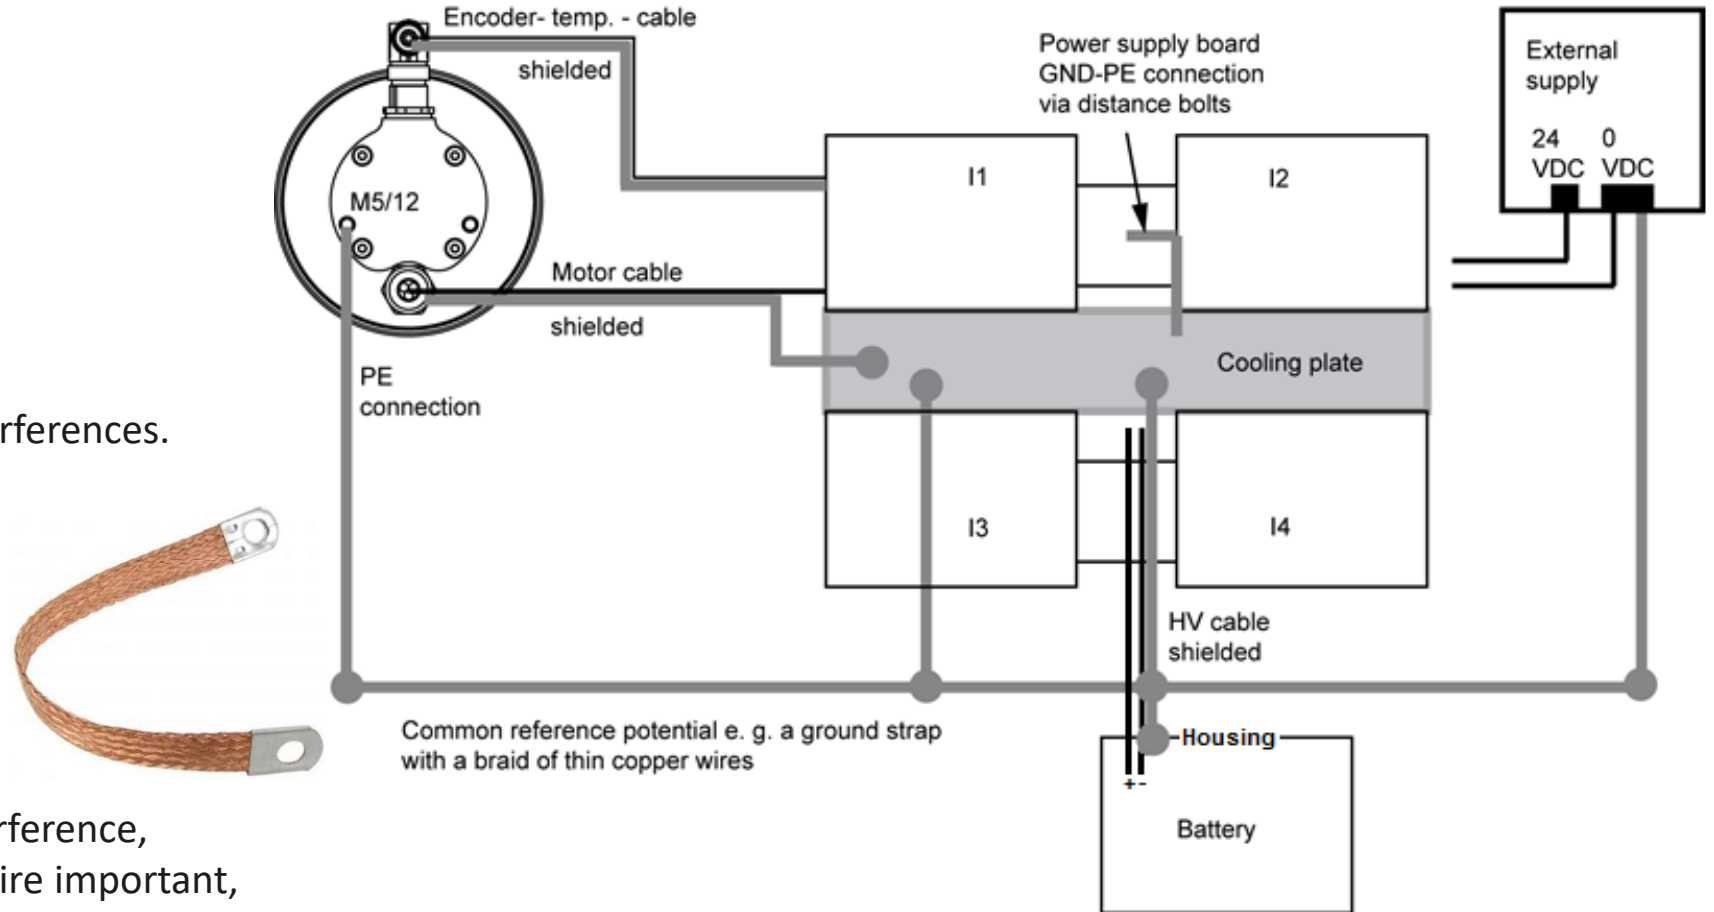 Encoder- temp. - cable
shielded
Power supply board
GND-PE connection
via distance bolts
External
supply
24 0
VDC VDC
I1
I2
M5/12
Motor cable
shielded
Cooling plate
PE
connection
rferences.
I3
I4
HV cable
shielded
Common reference potential e. g. a ground strap
with a braid of thin copper wires
Housing
+-
Battery
rference,
ire important,